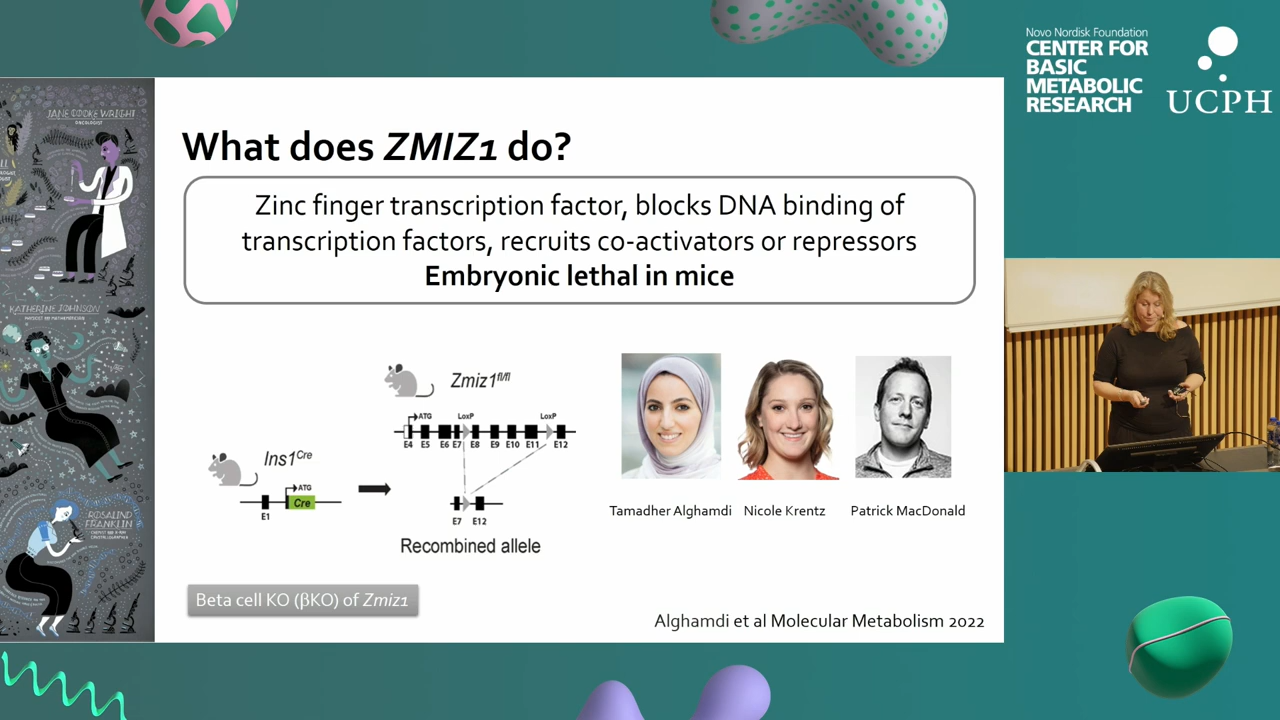 Novo Nordisk Foundation
CENTER FOR
BASIC
METABOLIC
RESEARCH
UCPH
JANE COOKE WRIGHT
ONCOLOGIST
KATHERINE JOHNSON
ROSALIND
FRANKLIN
What does ZMIZ1 do?
Zinc finger transcription factor, blocks DNA binding of
transcription factors, recruits co-activators or repressors
Embryonic lethal in mice
Zmiz1fl/fl
ATG LoxP LoxP
E4 E5 E6 E7 E8 E9 E10 E11 E12
Ins1Cre
ATG
Cre
E1
E7 E12
Recombined allele
Tamadher Alghamdi Nicole Krentz Patrick MacDonald
Beta cell KO (βKO) of Zmiz1
Alghamdi et al Molecular Metabolism 2022